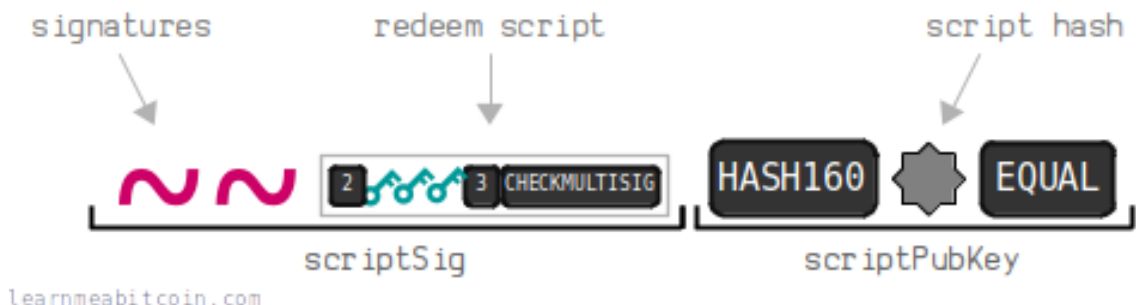 signatures redeem script script hash
2 3 CHECKMULTISIG HASH160 EQUAL
scriptSig scriptPubKey
learnmeabitcoin.com